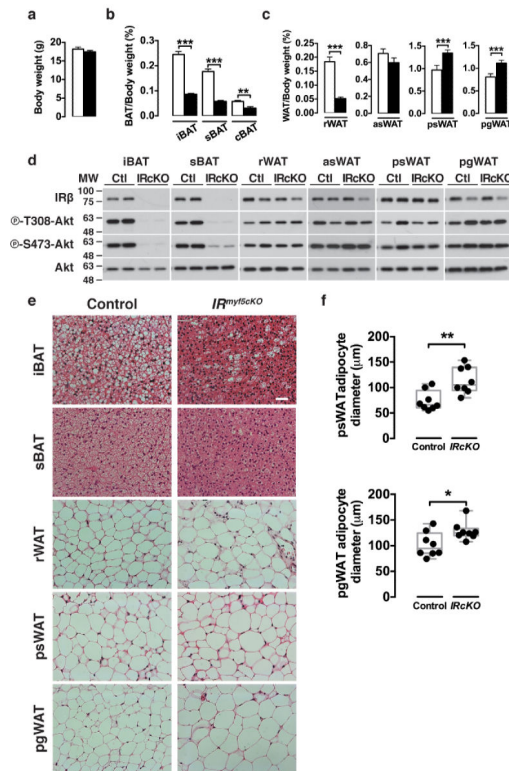 a
b
c
Body weight (g)
20
15
10
5
0
BAT/Body weight (%)
0.3
0.2
0.1
0.0
***
***
**
iBAT
sBAT
cBAT
WAT/Body weight (%)
0.20
0.15
0.10
0.05
0.00
***
rWAT
0.8
0.6
0.4
0.2
0.0
asWAT
1.5
1.0
0.5
0.0
***
psWAT
1.5
1.0
0.5
0.0
***
pgWAT
d
iBAT sBAT rWAT asWAT psWAT pgWAT
MW Ctl IRcKO Ctl IRcKO Ctl IRcKO Ctl IRcKO Ctl IRcKO Ctl IRcKO
IRβ 100 75
Ⓟ-T308-Akt 63 48
Ⓟ-S473-Akt 63 48
Akt 63 48
e
Control IRmyf5cKO
iBAT
sBAT
rWAT
psWAT
pgWAT
f
psWAT adipocyte
diameter (μm)
200
150
100
50
0
**
Control IRcKO
pgWAT adipocyte
diameter (μm)
200
150
100
50
0
*
Control IRcKO